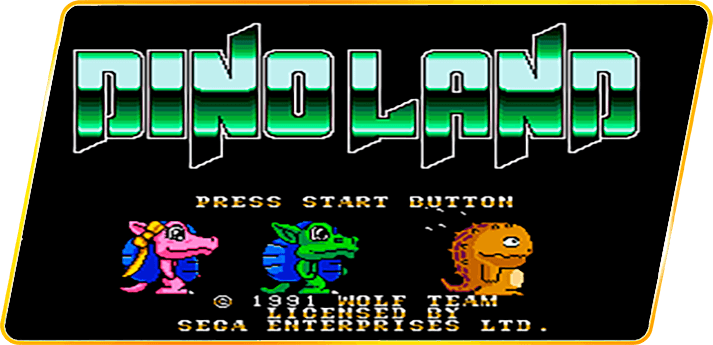 DINO LAND
PRESS START BUTTON
© 1991 WOLF TEAM
LICENSED BY
SEGA ENTERPRISES LTD.